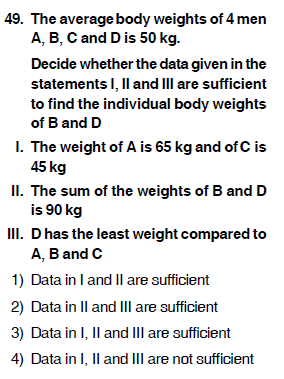 49. The average body weights of 4 men
A, B, C and D is 50 kg.
Decide whether the data given in the
statements I, II and III are sufficient
to find the individual body weights
of B and D
I. The weight of A is 65 kg and of C is
45 kg
II. The sum of the weights of B and D
is 90 kg
III. D has the least weight compared to
A, B and C
1) Data in I and II are sufficient
2) Data in II and III are sufficient
3) Data in I, II and III are sufficient
4) Data in I, II and III are not sufficient